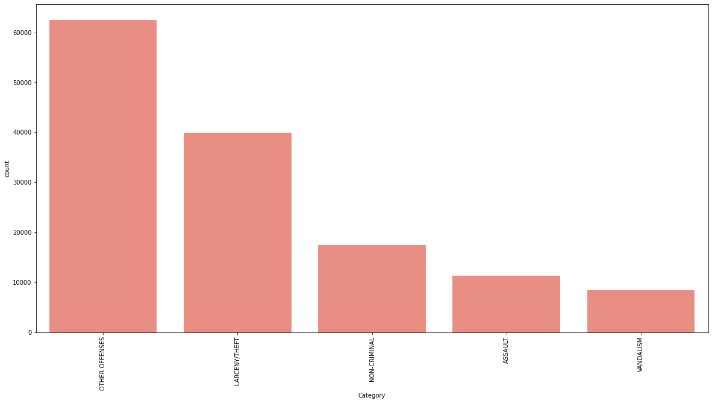 60000
50000
40000
30000
20000
10000
0
count
OTHER OFFENSES
LARCENY/THEFT
NON-CRIMINAL
ASSAULT
VANDALISM
Category